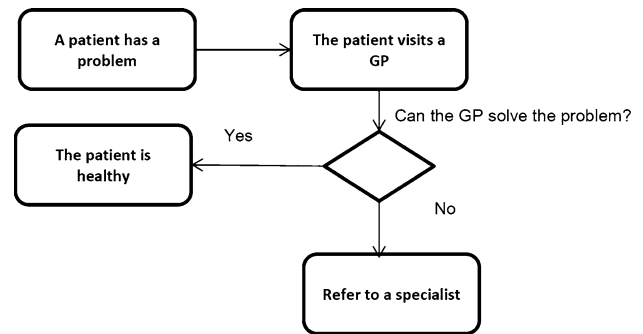 A patient has a
problem
The patient visits a
GP
Can the GP solve the problem?
Yes
The patient is
healthy
No
Refer to a specialist